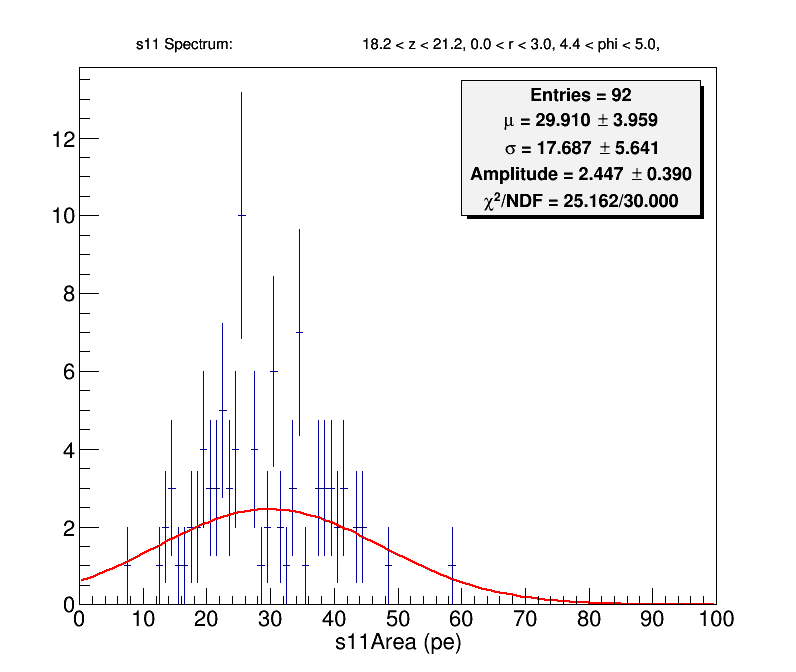 s11 Spectrum: 18.2 < z < 21.2, 0.0 < r < 3.0, 4.4 < phi < 5.0,
Entries = 92
μ = 29.910 ± 3.959
σ = 17.687 ± 5.641
Amplitude = 2.447 ± 0.390
χ²/NDF = 25.162/30.000
12
10
8
6
4
2
0
0 10 20 30 40 50 60 70 80 90 100
s11Area (pe)